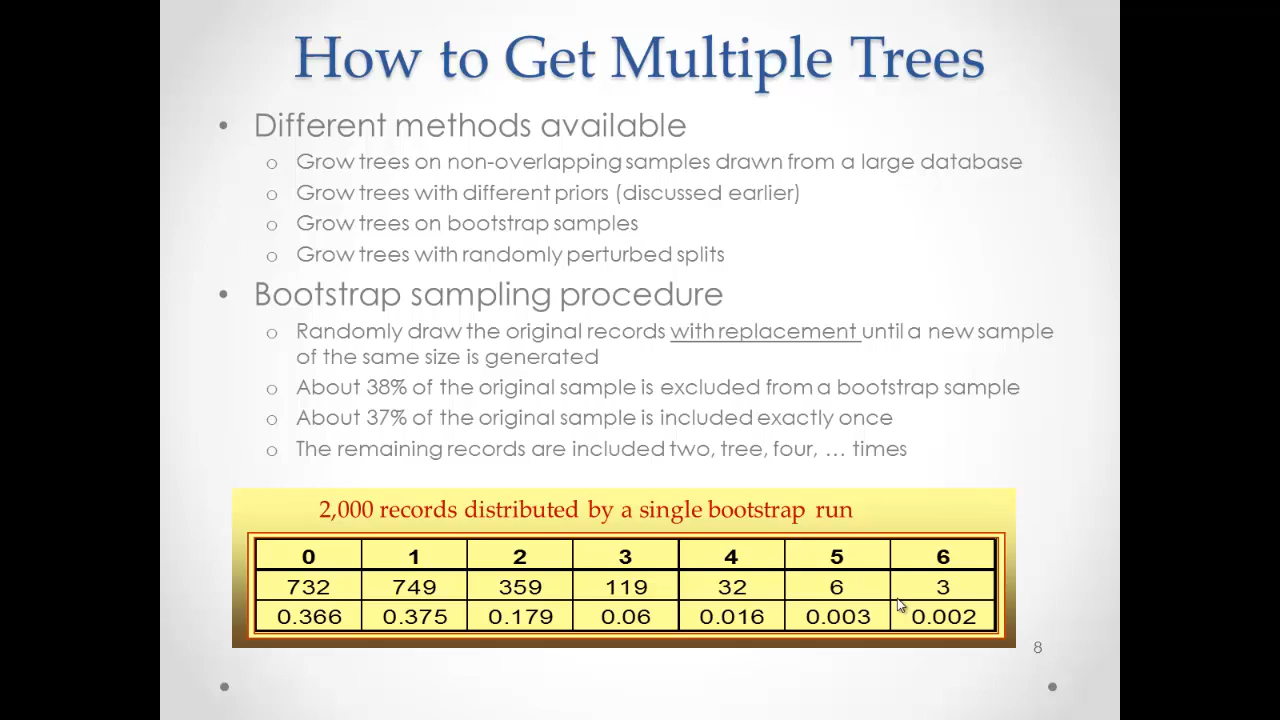 How to Get Multiple Trees
• Different methods available
o Grow trees on non-overlapping samples drawn from a large database
o Grow trees with different priors (discussed earlier)
o Grow trees on bootstrap samples
o Grow trees with randomly perturbed splits
• Bootstrap sampling procedure
o Randomly draw the original records with replacement until a new sample
of the same size is generated
o About 38% of the original sample is excluded from a bootstrap sample
o About 37% of the original sample is included exactly once
o The remaining records are included two, tree, four, … times
2,000 records distributed by a single bootstrap run
0 1 2 3 4 5 6
732 749 359 119 32 6 3
0.366 0.375 0.179 0.06 0.016 0.003 0.002
8